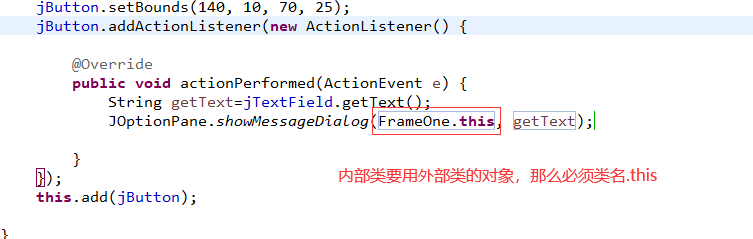 jButton.setBounds(140, 10, 70, 25);
jButton.addActionListener(new ActionListener() {
@Override
public void actionPerformed(ActionEvent e) {
String getText=jTextField.getText();
JOptionPane.showMessageDialog(FrameOne.this, getText);
}
});
内部类要用外部类的对象，那么必须类名.this
this.add(jButton);
}